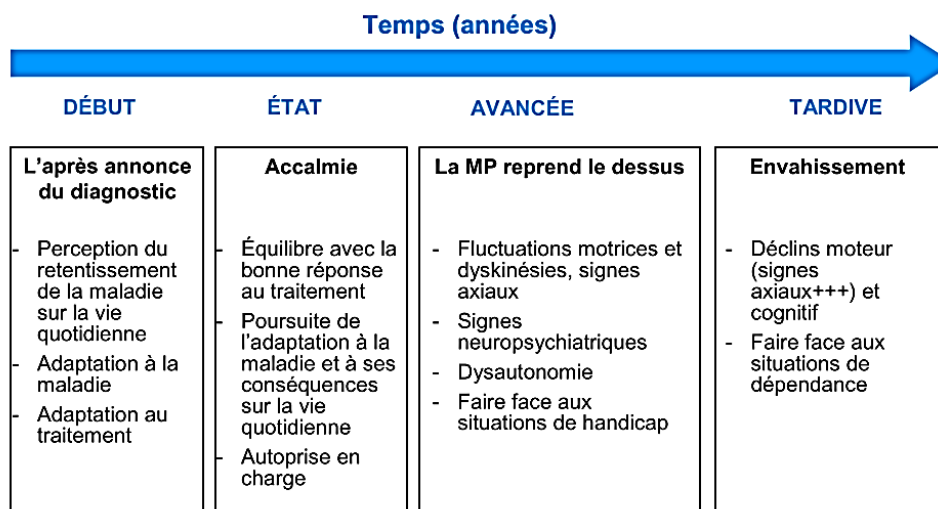 Temps (années)
DÉBUT
ÉTAT
AVANCÉE
TARDIVE
L'après annonce
du diagnostic
- Perception du
retentissement
de la maladie
sur la vie
quotidienne
- Adaptation à la
maladie
- Adaptation au
traitement
Accalmie
- Équilibre avec la
bonne réponse
au traitement
- Poursuite de
l'adaptation à la
maladie et à ses
conséquences
sur la vie
quotidienne
- Autoprise en
charge
La MP reprend le dessus
- Fluctuations motrices et
dyskinésies, signes
axiaux
- Signes
neuropsychiatriques
- Dysautonomie
- Faire face aux
situations de handicap
Envahissement
- Déclins moteur
(signes
axiaux+++) et
cognitif
- Faire face aux
situations de
dépendance